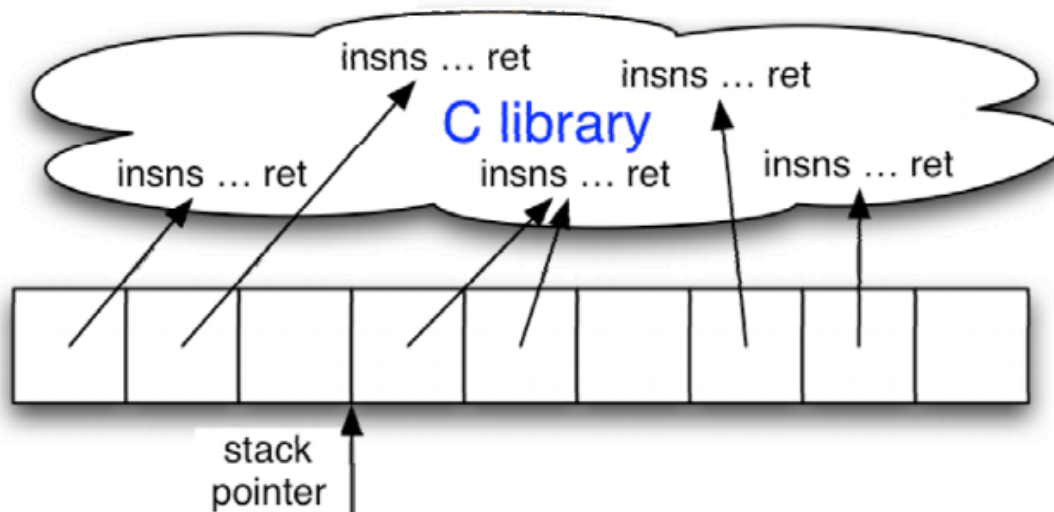 insns … ret
insns … ret
C library
insns … ret
insns … ret
insns … ret
stack
pointer